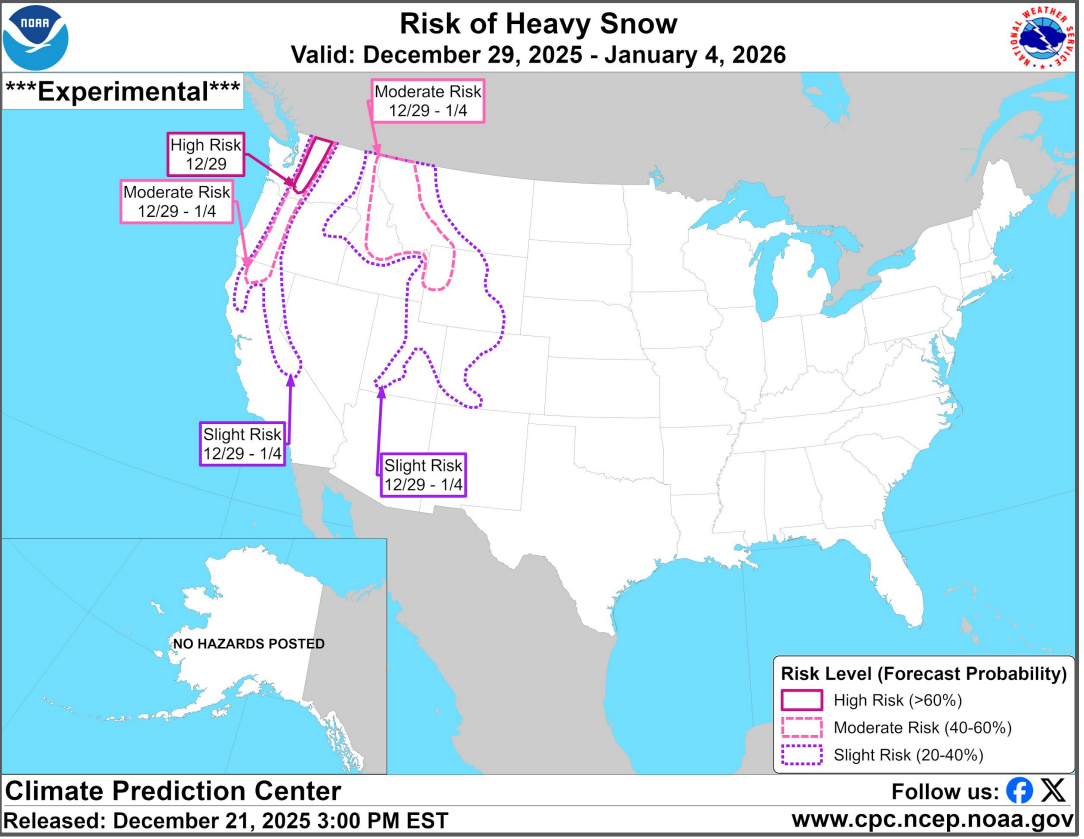 NOAA
Risk of Heavy Snow
Valid: December 29, 2025 - January 4, 2026
NATIONAL WEATHER SERVICE
***Experimental***
Moderate Risk
12/29 - 1/4
High Risk
12/29
Moderate Risk
12/29 - 1/4
Slight Risk
12/29 - 1/4
Slight Risk
12/29 - 1/4
NO HAZARDS POSTED
Risk Level (Forecast Probability)
High Risk (>60%)
Moderate Risk (40-60%)
Slight Risk (20-40%)
Climate Prediction Center
Follow us:
Released: December 21, 2025 3:00 PM EST
www.cpc.ncep.noaa.gov